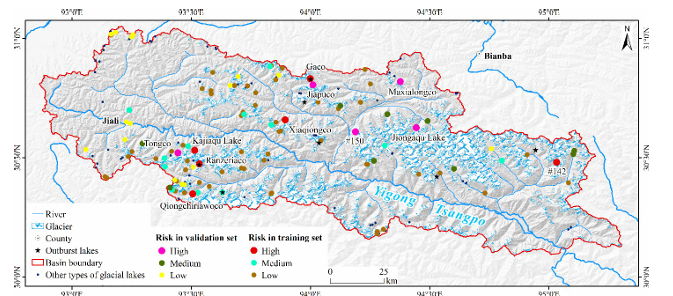 93°0'E 93°30'E 94°0'E 94°30'E 95°0'E
31°0'N
31°0'N
N
Bianba
Gaco
Jiapuco
Maxialongco
Jiali
Xiaqiongco
#150
Jiongaqu Lake
Tongco
Kajiaqu Lake
30°30'N
30°30'N
Ranzeriaco
#142
Qiongchiriawoco
Yigong Tsangpo
River
Glacier
County
Outburst lakes
Basin boundary
Other types of glacial lakes
Risk in validation set
High
Medium
Low
Risk in training set
High
Medium
Low
0 25
km
30°0'N
30°0'N
93°0'E 93°30'E 94°0'E 94°30'E 95°0'E